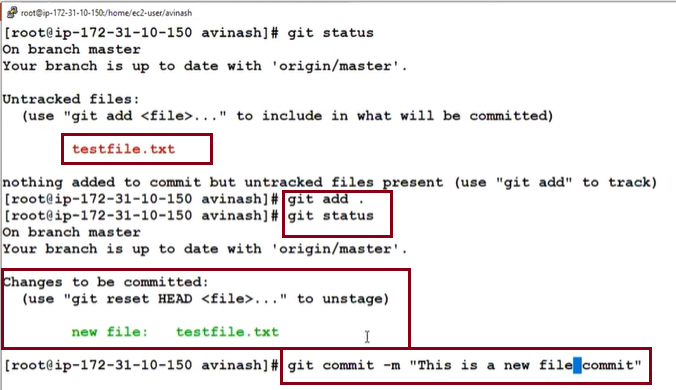 root@ip-172-31-10-150:/home/ec2-user/avinash
[root@ip-172-31-10-150 avinash]# git status
On branch master
Your branch is up to date with 'origin/master'.
Untracked files:
(use "git add <file>..." to include in what will be committed)
testfile.txt
nothing added to commit but untracked files present (use "git add" to track)
[root@ip-172-31-10-150 avinash]# git add .
[root@ip-172-31-10-150 avinash]# git status
On branch master
Your branch is up to date with 'origin/master'.
Changes to be committed:
(use "git reset HEAD <file>..." to unstage)
new file:   testfile.txt
[root@ip-172-31-10-150 avinash]# git commit -m "This is a new file commit"